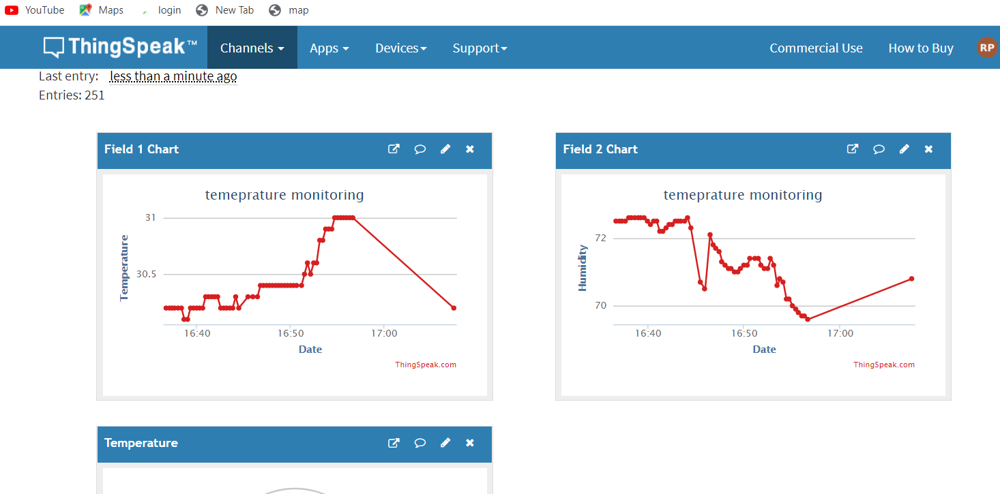 YouTube Maps login New Tab map
ThingSpeak™ Channels Apps Devices Support Commercial Use How to Buy RP
Last entry: less than a minute ago
Entries: 251
Field 1 Chart
temeprature monitoring
31
30.5
Temperature
16:40 16:50 17:00
Date
ThingSpeak.com
Field 2 Chart
temeprature monitoring
72
70
Humidity
16:40 16:50 17:00
Date
ThingSpeak.com
Temperature